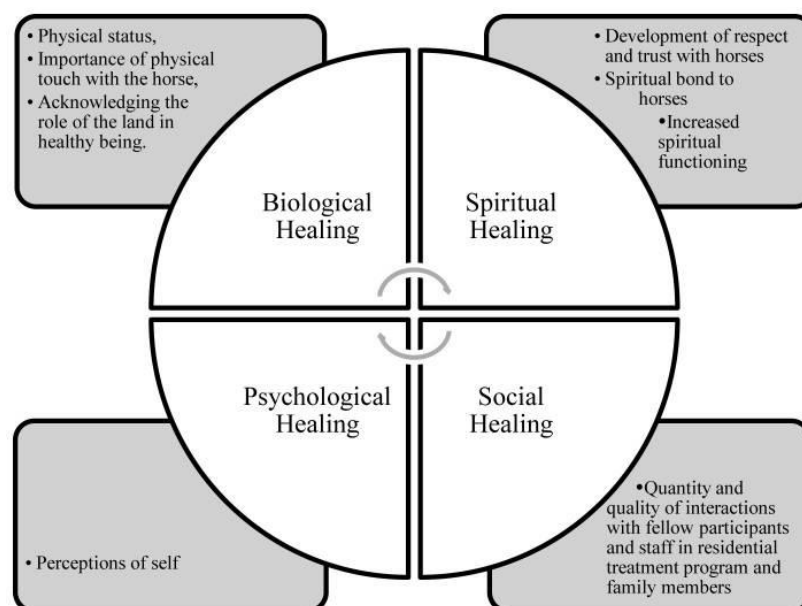 • Physical status,
• Importance of physical
touch with the horse,
• Acknowledging the
role of the land in
healthy being.
• Development of respect
and trust with horses
• Spiritual bond to
horses
•Increased
spiritual
functioning
Biological
Healing
Spiritual
Healing
Psychological
Healing
Social
Healing
• Perceptions of self
•Quantity and
quality of interactions
with fellow participants
and staff in residential
treatment program and
family members